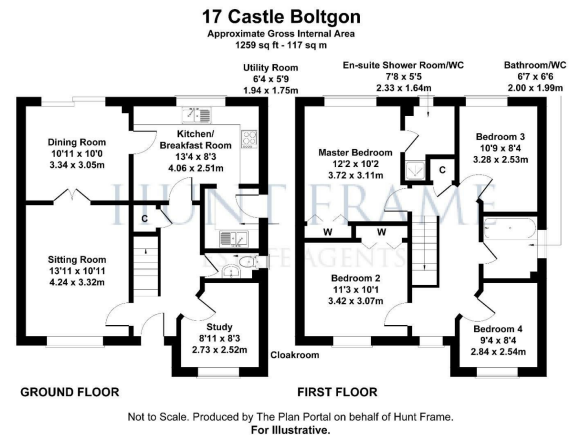 17 Castle Boltgon
Approximate Gross Internal Area
1259 sq ft - 117 sq m
Utility Room
6'4 x 5'9
1.94 x 1.75m
En-suite Shower Room/WC
7'8 x 5'5
2.33 x 1.64m
Bathroom/WC
6'7 x 6'6
2.00 x 1.99m
Dining Room
10'11 x 10'0
3.34 x 3.05m
Kitchen/
Breakfast Room
13'4 x 8'3
4.06 x 2.51m
Master Bedroom
12'2 x 10'2
3.72 x 3.11m
Bedroom 3
10'9 x 8'4
3.28 x 2.53m
C
C
HUNT FRAME
ESTATE AGENTS
W
W
Sitting Room
13'11 x 10'11
4.24 x 3.32m
Bedroom 2
11'3 x 10'1
3.42 x 3.07m
Study
8'11 x 8'3
2.73 x 2.52m
Bedroom 4
9'4 x 8'4
2.84 x 2.54m
Cloakroom
GROUND FLOOR
FIRST FLOOR
Not to Scale. Produced by The Plan Portal on behalf of Hunt Frame.
For Illustrative.